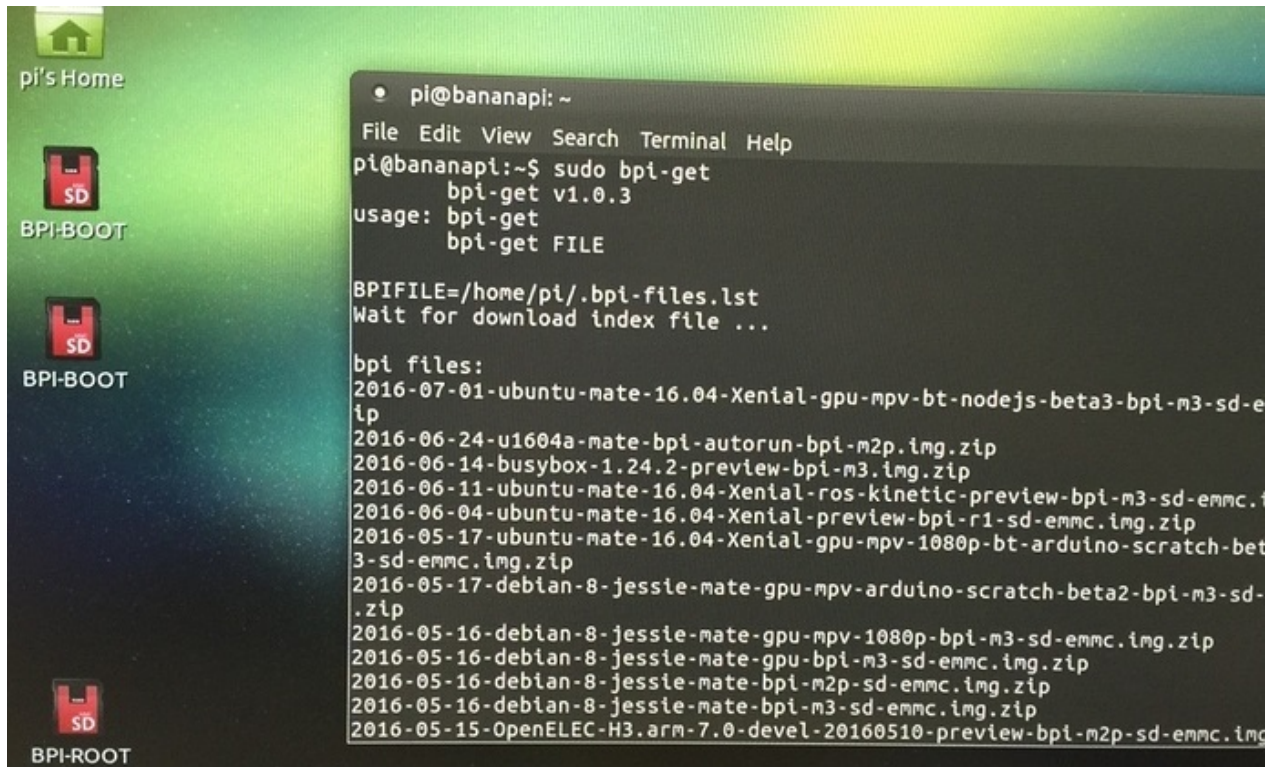 pi's Home
SD
BPI-BOOT
SD
BPI-BOOT
SD
BPI-ROOT
pi@bananapi: ~
File Edit View Search Terminal Help
pi@bananapi:~$ sudo bpi-get
bpi-get v1.0.3
usage: bpi-get
bpi-get FILE
BPIFILE=/home/pi/.bpi-files.lst
Wait for download index file ...
bpi files:
2016-07-01-ubuntu-mate-16.04-Xenial-gpu-mpv-bt-nodejs-beta3-bpi-m3-sd-e
ip
2016-06-24-u1604a-mate-bpi-autorun-bpi-m2p.img.zip
2016-06-14-busybox-1.24.2-preview-bpi-m3.img.zip
2016-06-11-ubuntu-mate-16.04-Xenial-ros-kinetic-preview-bpi-m3-sd-emmc.i
2016-06-04-ubuntu-mate-16.04-Xenial-preview-bpi-r1-sd-emmc.img.zip
2016-05-17-ubuntu-mate-16.04-Xenial-gpu-mpv-1080p-bt-arduino-scratch-bet
3-sd-emmc.img.zip
2016-05-17-debian-8-jessie-mate-gpu-mpv-arduino-scratch-beta2-bpi-m3-sd-
.zip
2016-05-16-debian-8-jessie-mate-gpu-mpv-1080p-bpi-m3-sd-emmc.img.zip
2016-05-16-debian-8-jessie-mate-gpu-bpi-m3-sd-emmc.img.zip
2016-05-16-debian-8-jessie-mate-bpi-m2p-sd-emmc.img.zip
2016-05-16-debian-8-jessie-mate-bpi-m3-sd-emmc.img.zip
2016-05-15-OpenELEC-H3.arm-7.0-devel-20160510-preview-bpi-m2p-sd-emmc.img